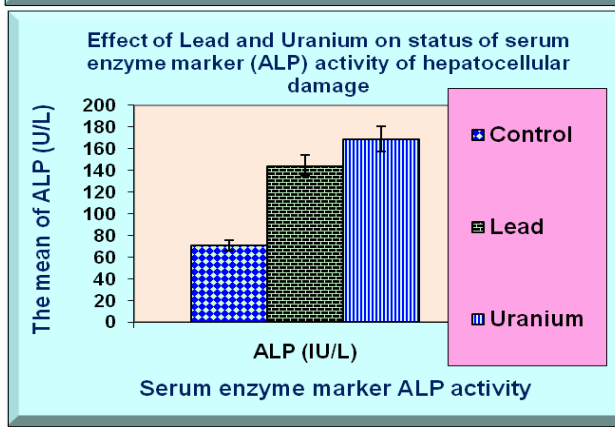 Effect of Lead and Uranium on status of serum
enzyme marker (ALP) activity of hepatocellular
damage
The mean of ALP (U/L)
200
180
160
140
120
100
80
60
40
20
0
ALP (IU/L)
Serum enzyme marker ALP activity
Control
Lead
Uranium